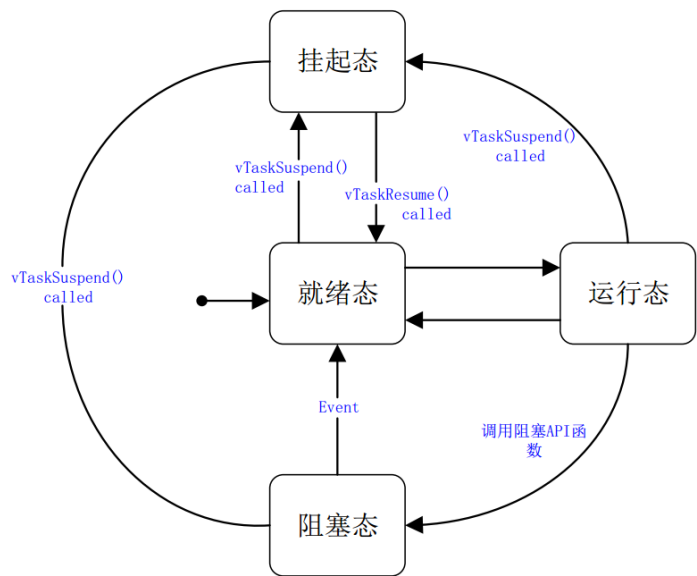 挂起态
vTaskSuspend()
called
vTaskSuspend()
called
vTaskResume()
called
vTaskSuspend()
called
就绪态
运行态
Event
调用阻塞API函
数
阻塞态